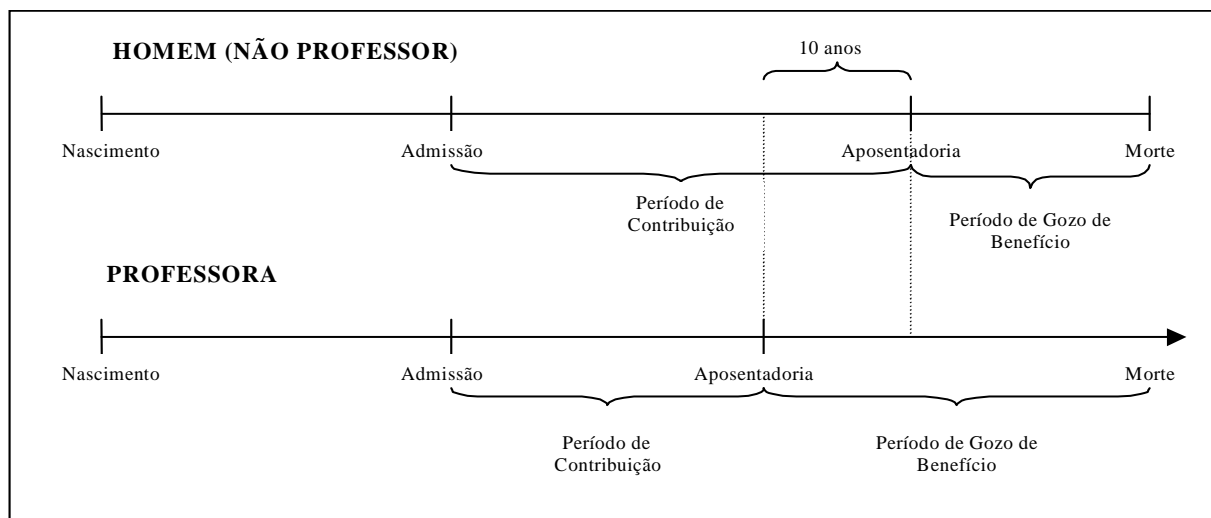 HOMEM (NÃO PROFESSOR)
10 anos
Nascimento
Admissão
Aposentadoria
Morte
Período de
Contribuição
Período de Gozo de
Benefício
PROFESSORA
Nascimento
Admissão
Aposentadoria
Morte
Período de
Contribuição
Período de Gozo de
Benefício